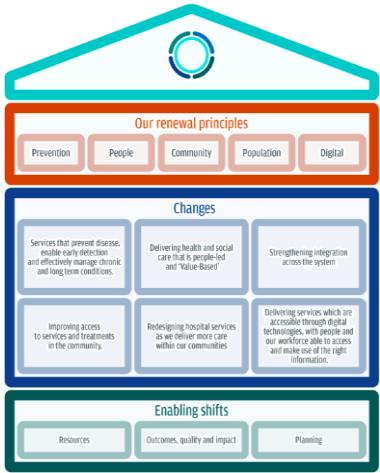 Our renewal principles
Prevention
People
Community
Population
Digital
Changes
Services that prevent disease,
enable early detection
and effectively manage chronic
and long term conditions.
Delivering health and social
care that is people-led
and 'Value-Based'
Strengthening integration
across the system
Improving access
to services and treatments
in the community.
Redesigning hospital services
as we deliver more care
within our communities
Delivering services which are
accessible through digital
technologies, with people and
our workforce able to access
and make use of the right
information.
Enabling shifts
Resources
Outcomes, quality and impact
Planning